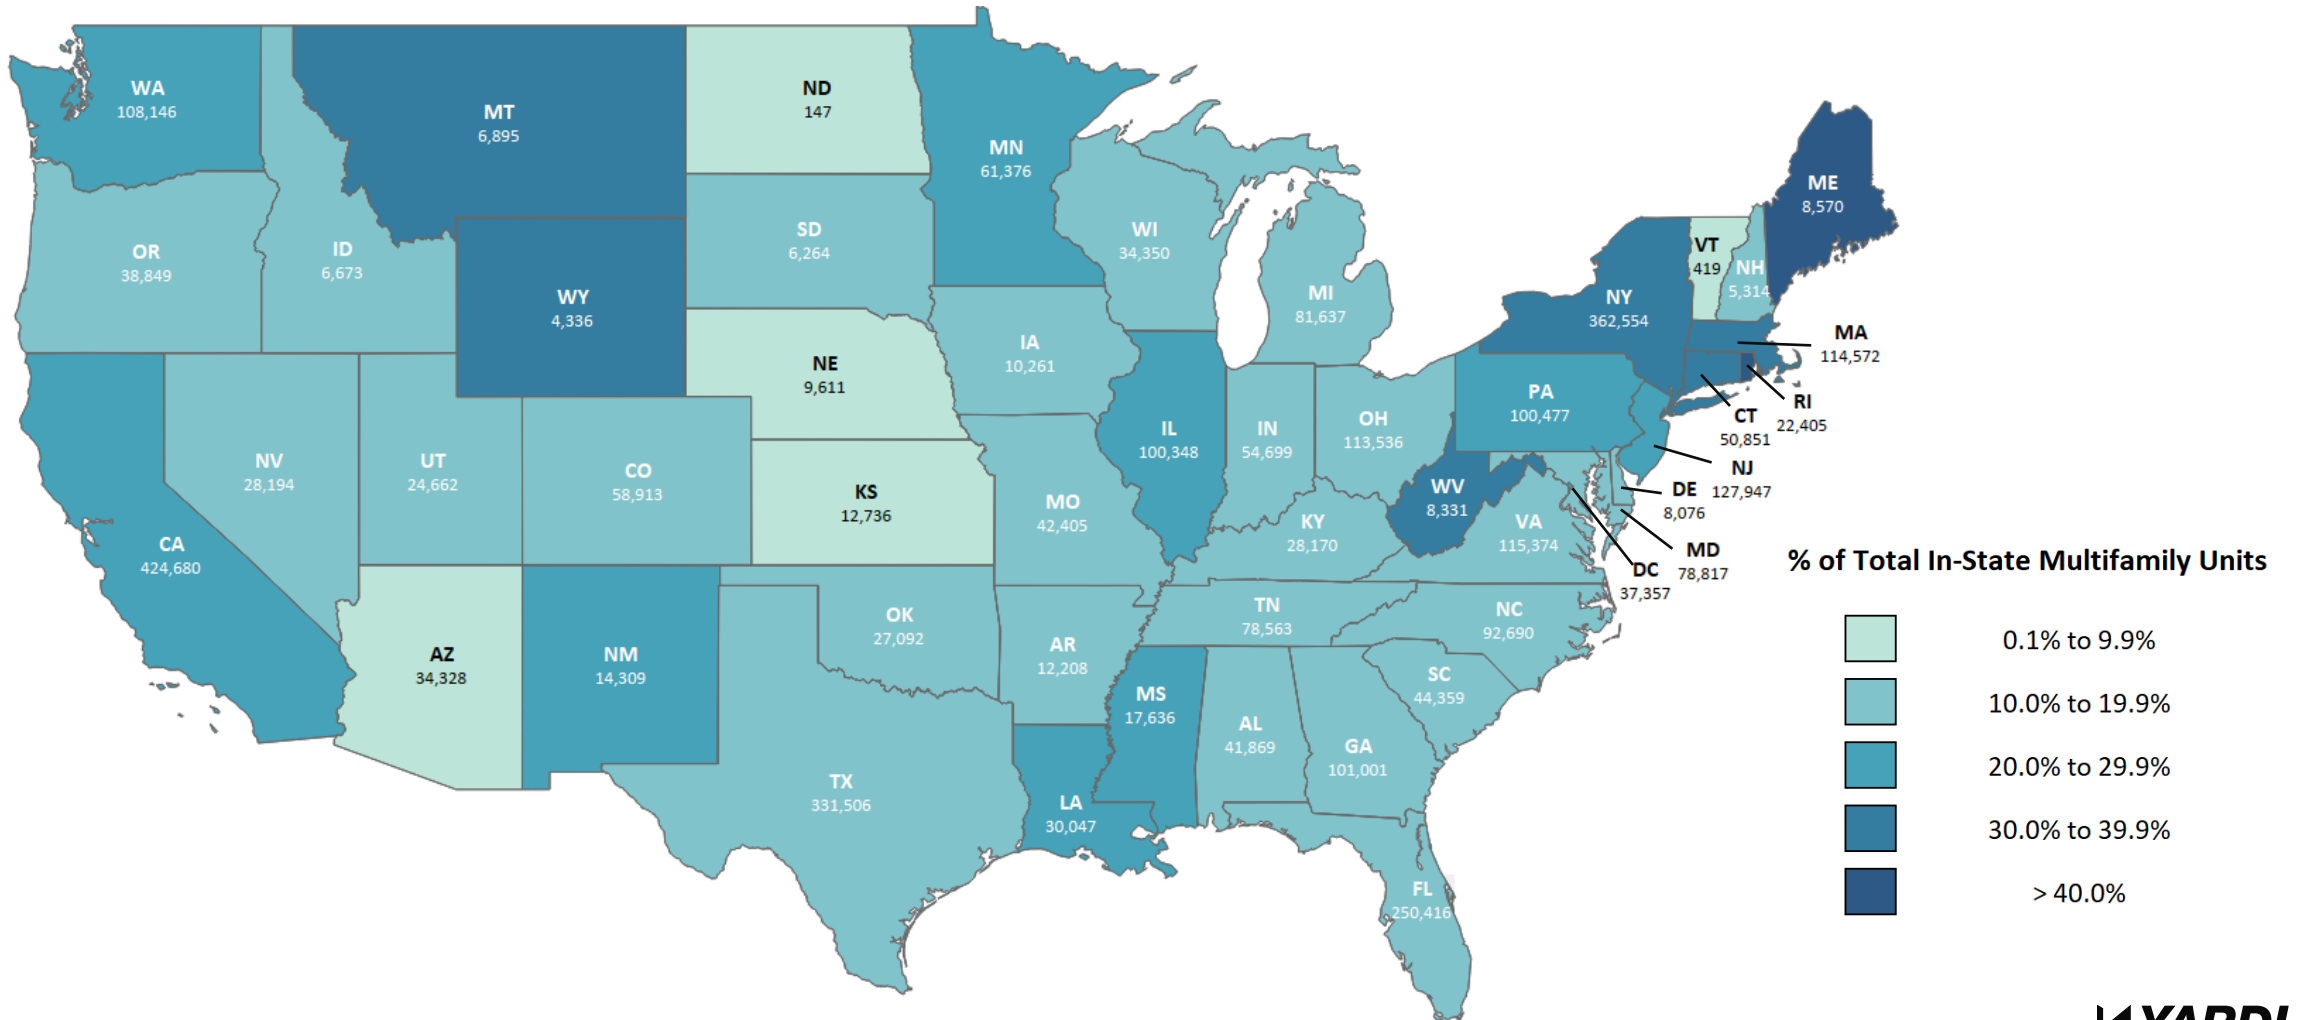 WA
108,146
MT
6,895
ND
147
MN
61,376
OR
38,849
ID
6,673
WY
4,336
SD
6,264
WI
34,350
MI
81,637
NY
362,554
VT
419
NH
5,314
ME
8,570
MA
114,572
RI
22,405
CT
50,851
NJ
127,947
NE
9,611
IA
10,261
IL
100,348
IN
54,699
OH
113,536
PA
100,477
NV
28,194
UT
24,662
CO
58,913
KS
12,736
MO
42,405
KY
28,170
WV
8,331
VA
115,374
DE
8,076
MD
78,817
DC
37,357
CA
424,680
AZ
34,328
NM
14,309
OK
27,092
AR
12,208
TN
78,563
NC
92,690
SC
44,359
MS
17,636
AL
41,869
GA
101,001
TX
331,506
LA
30,047
FL
250,416
% of Total In-State Multifamily Units
0.1% to 9.9%
10.0% to 19.9%
20.0% to 29.9%
30.0% to 39.9%
> 40.0%
YARDI